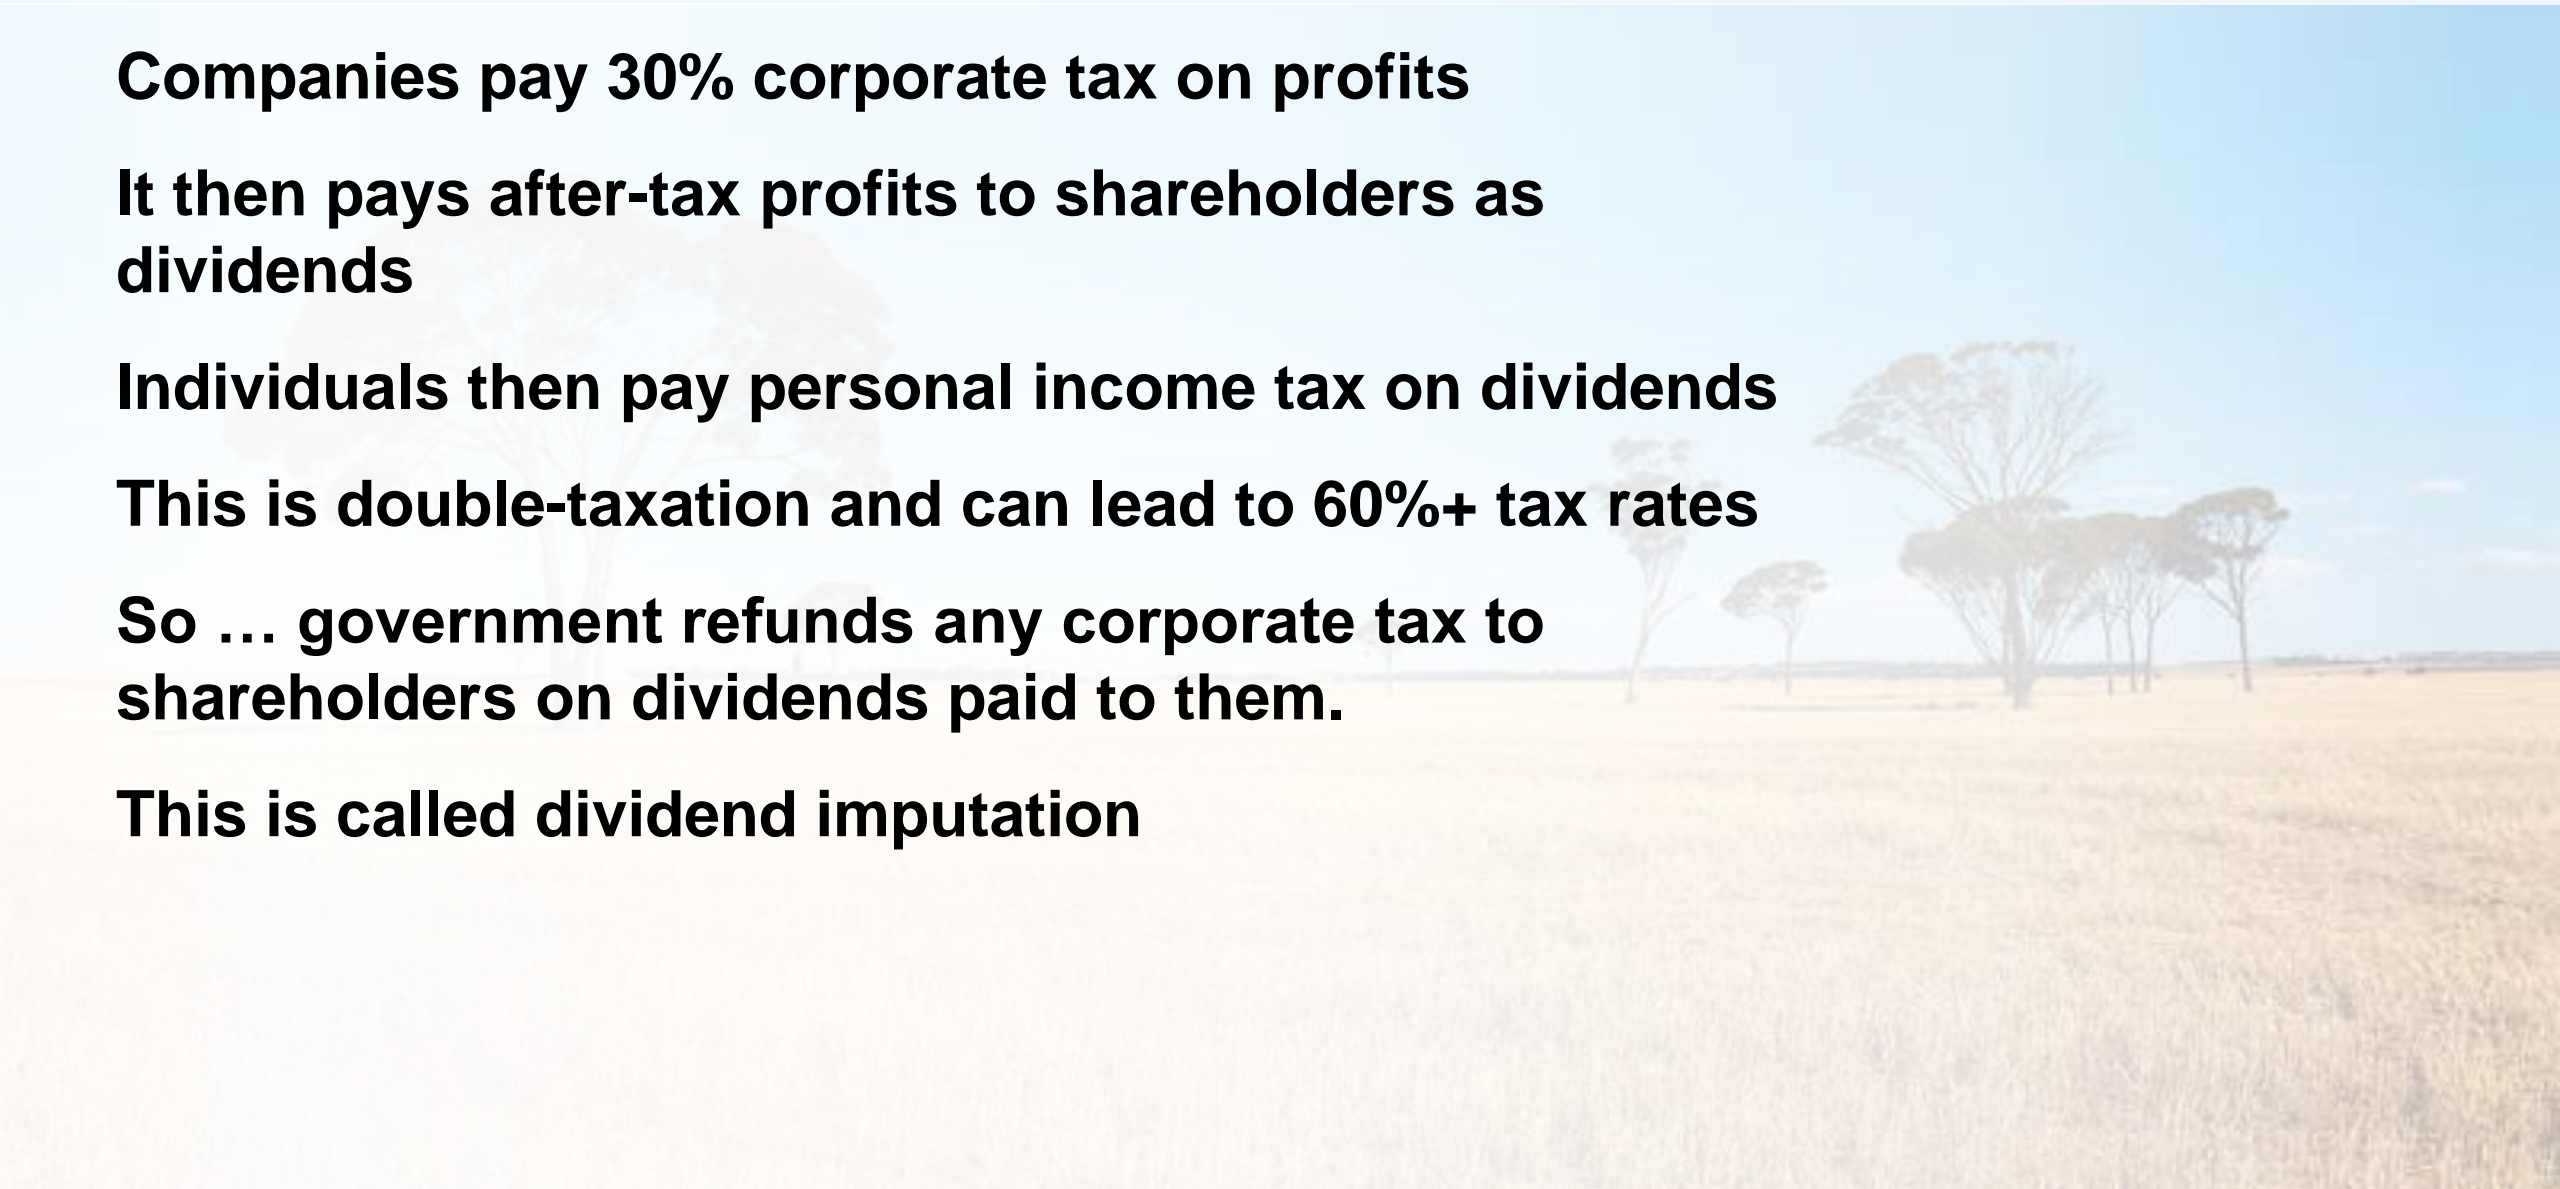 Companies pay 30% corporate tax on profits
It then pays after-tax profits to shareholders as
dividends
Individuals then pay personal income tax on dividends
This is double-taxation and can lead to 60%+ tax rates
So … government refunds any corporate tax to
shareholders on dividends paid to them.
This is called dividend imputation